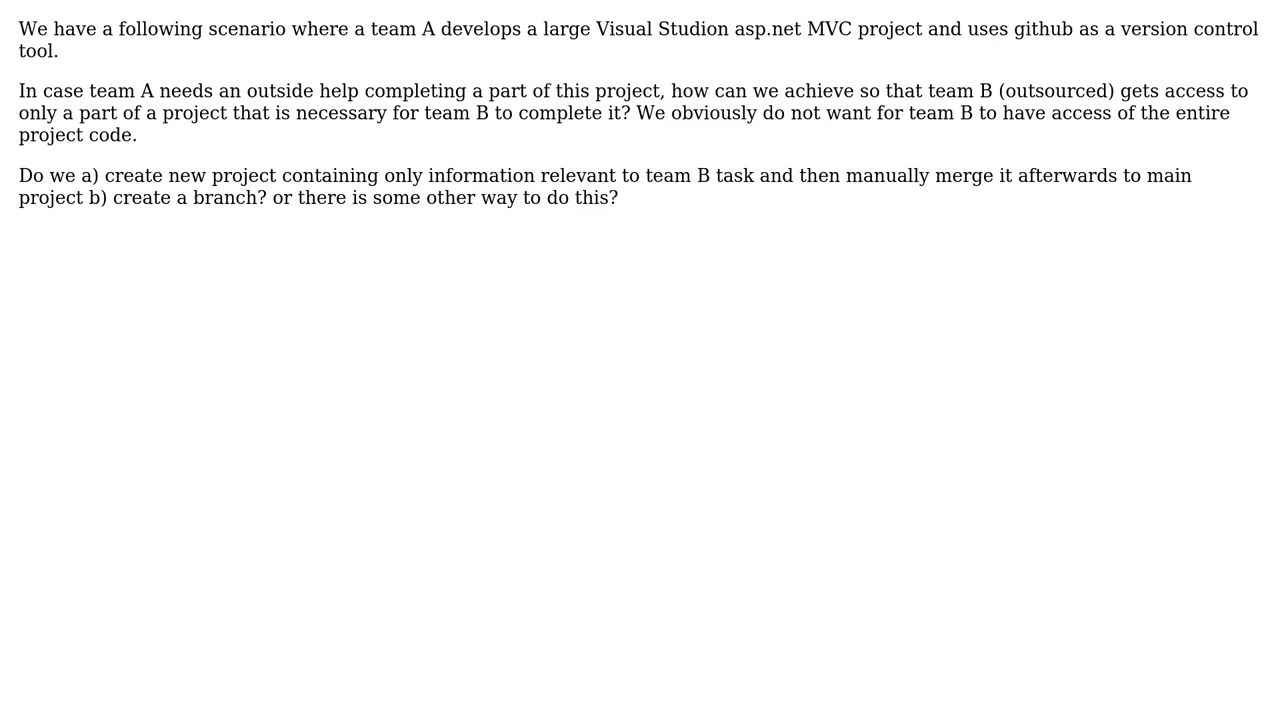 We have a following scenario where a team A develops a large Visual Studion asp.net MVC project and uses github as a version control
tool.
In case team A needs an outside help completing a part of this project, how can we achieve so that team B (outsourced) gets access to
only a part of a project that is necessary for team B to complete it? We obviously do not want for team B to have access of the entire
project code.
Do we a) create new project containing only information relevant to team B task and then manually merge it afterwards to main
project b) create a branch? or there is some other way to do this?